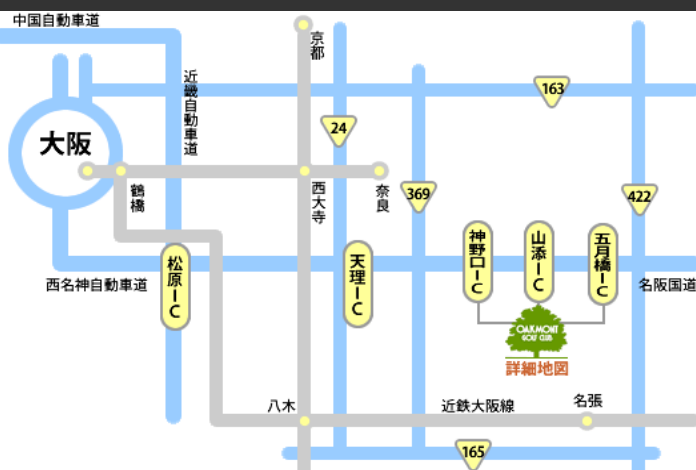 中国自動車道
京都
近畿自動車道
163
24
大阪
鶴橋
西大寺
奈良
369
422
神野口IC
山添IC
五月橋IC
松原IC
天理IC
西名神自動車道
名阪国道
OAKMONT
GOLF CLUB
詳細地図
八木
近鉄大阪線
名張
165